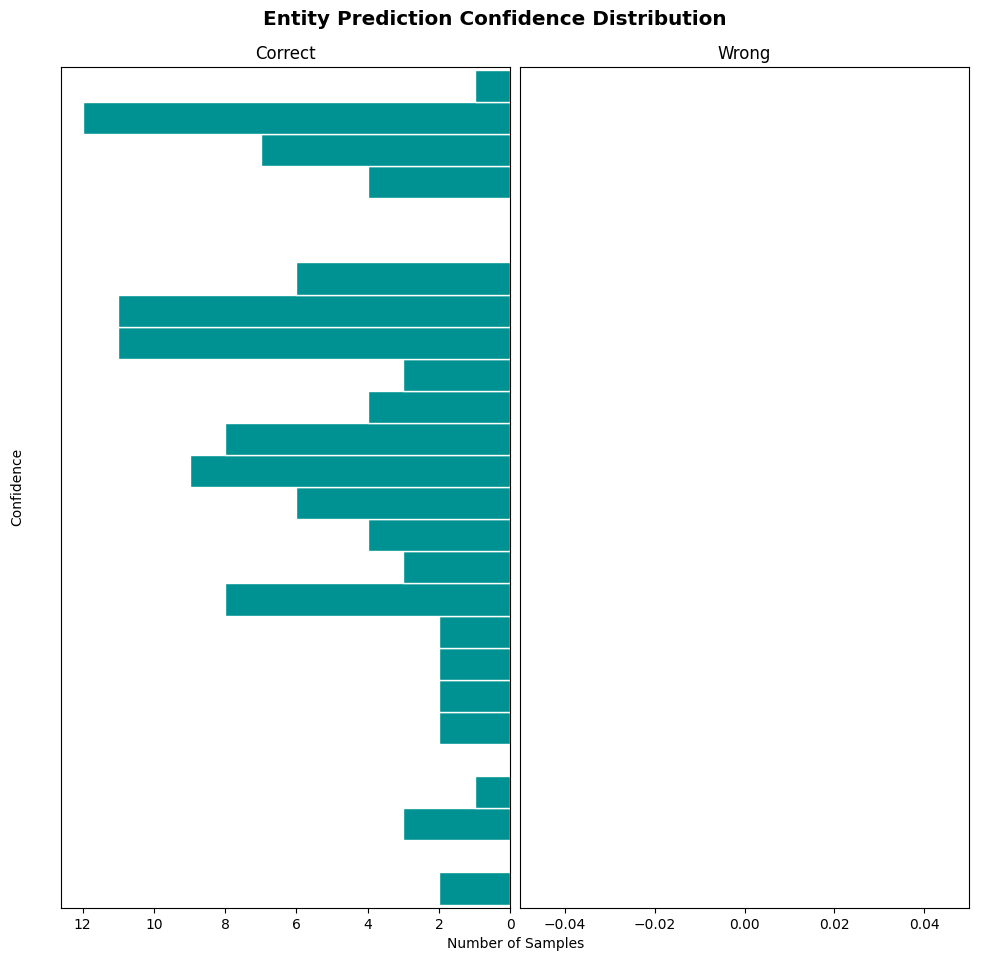 Entity Prediction Confidence Distribution
Correct
Wrong
Confidence
12 10 8 6 4 2 0
−0.04 −0.02 0.00 0.02 0.04
Number of Samples